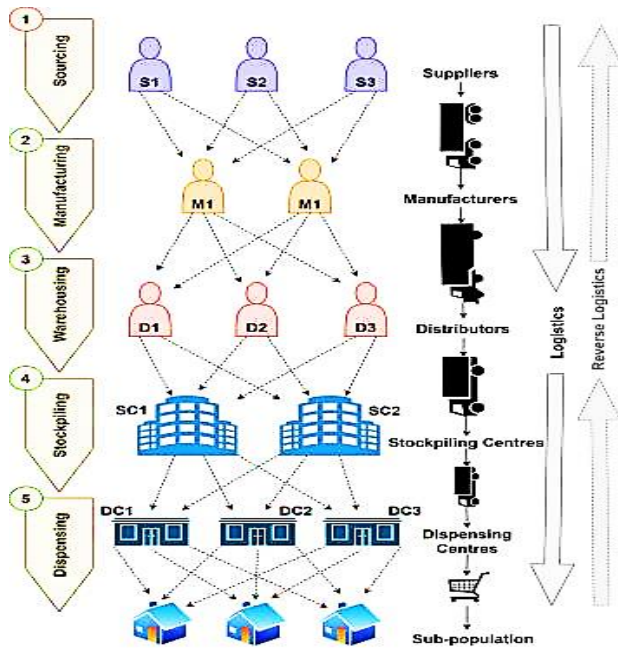 1
Sourcing
S1
S2
S3
Suppliers
2
Manufacturing
M1
M1
Manufacturers
3
Warehousing
D1
D2
D3
Distributors
Logistics
Reverse Logistics
4
Stockpiling
SC1
SC2
Stockpiling Centres
5
Dispensing
DC1
DC2
DC3
Dispensing
Centres
Sub-population